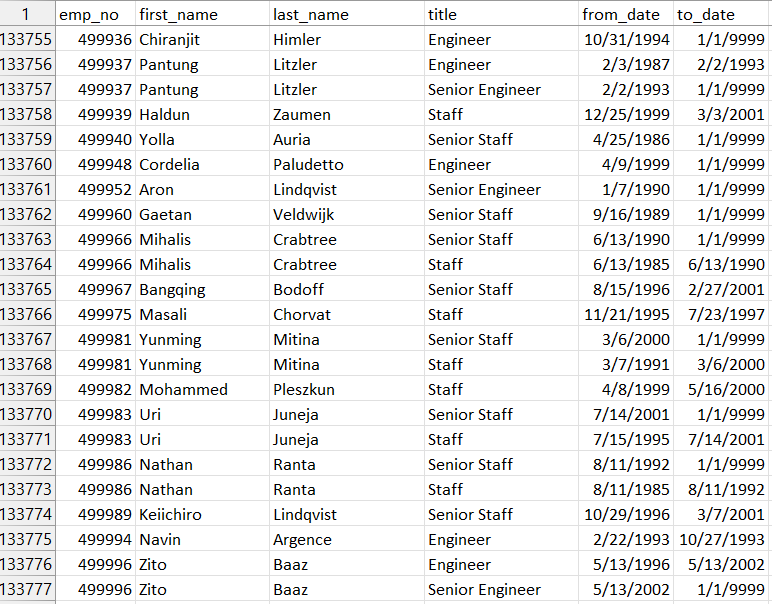 1 emp_no first_name last_name title from_date to_date
133755 499936 Chiranjit Himler Engineer 10/31/1994 1/1/9999
133756 499937 Pantung Litzler Engineer 2/3/1987 2/2/1993
133757 499937 Pantung Litzler Senior Engineer 2/2/1993 1/1/9999
133758 499939 Haldun Zaumen Staff 12/25/1999 3/3/2001
133759 499940 Yolla Auria Senior Staff 4/25/1986 1/1/9999
133760 499948 Cordelia Paludetto Engineer 4/9/1999 1/1/9999
133761 499952 Aron Lindqvist Senior Engineer 1/7/1990 1/1/9999
133762 499960 Gaetan Veldwijk Senior Staff 9/16/1989 1/1/9999
133763 499966 Mihalis Crabtree Senior Staff 6/13/1990 1/1/9999
133764 499966 Mihalis Crabtree Staff 6/13/1985 6/13/1990
133765 499967 Bangqing Bodoff Senior Staff 8/15/1996 2/27/2001
133766 499975 Masali Chorvat Staff 11/21/1995 7/23/1997
133767 499981 Yunming Mitina Senior Staff 3/6/2000 1/1/9999
133768 499981 Yunming Mitina Staff 3/7/1991 3/6/2000
133769 499982 Mohammed Pleszkun Staff 4/8/1999 5/16/2000
133770 499983 Uri Juneja Senior Staff 7/14/2001 1/1/9999
133771 499983 Uri Juneja Staff 7/15/1995 7/14/2001
133772 499986 Nathan Ranta Senior Staff 8/11/1992 1/1/9999
133773 499986 Nathan Ranta Staff 8/11/1985 8/11/1992
133774 499989 Keiichiro Lindqvist Senior Staff 10/29/1996 3/7/2001
133775 499994 Navin Argence Engineer 2/22/1993 10/27/1993
133776 499996 Zito Baaz Engineer 5/13/1996 5/13/2002
133777 499996 Zito Baaz Senior Engineer 5/13/2002 1/1/9999